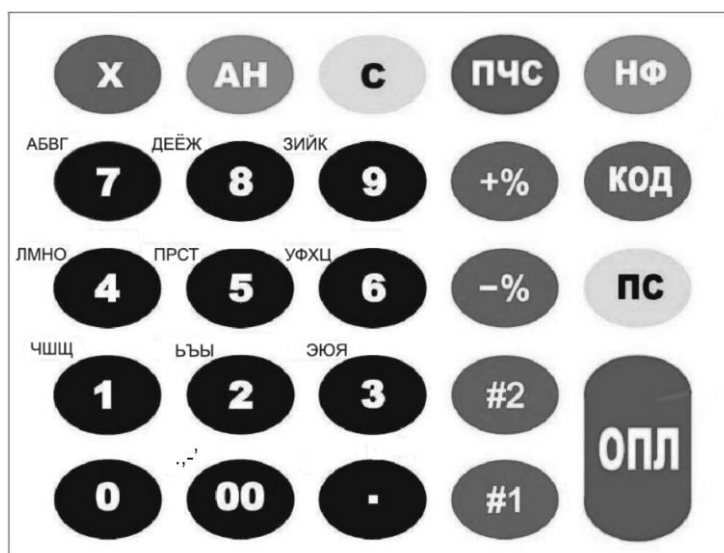 X АН C ПЧС НФ
АБВГ ДЕЁЖ ЗИЙК
7 8 9 +% КОД
ЛМНО ПРСТ УФХЦ
4 5 6 -% ПС
ЧШЩ ЬЪЫ ЭЮЯ
1 2 3 #2
ОПЛ
.,-’
0 00 . #1